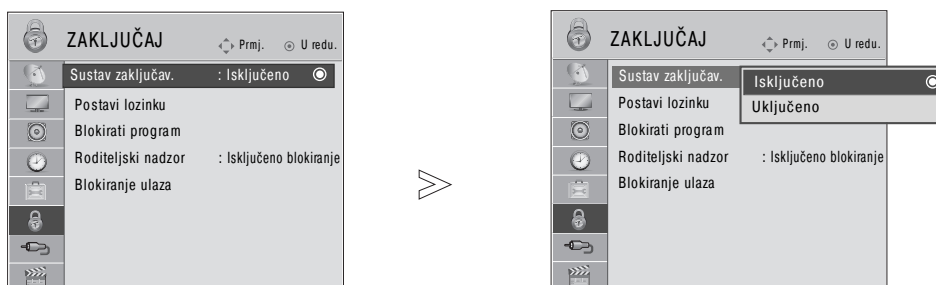 ZAKLJUČAJ Prmj. U redu.
Sustav zaključav. : Isključeno
Postavi lozinku
Blokirati program
Roditeljski nadzor : Isključeno blokiranje
Blokiranje ulaza
ZAKLJUČAJ Prmj. U redu.
Sustav zaključav. Isključeno
Uključeno
Postavi lozinku
Blokirati program
Roditeljski nadzor : Isključeno blokiranje
Blokiranje ulaza